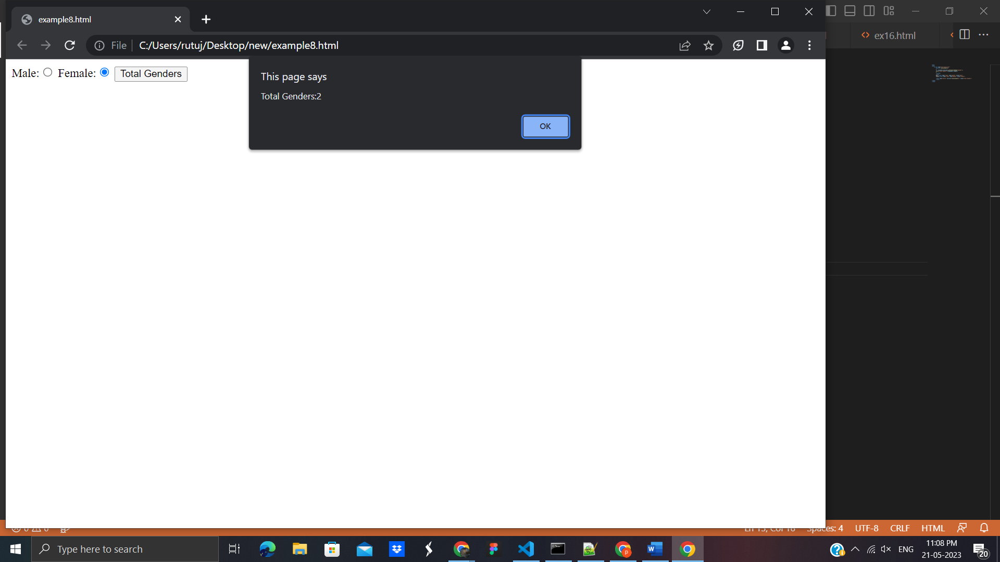 example8.html
ex16.html
File
C:/Users/rutuj/Desktop/new/example8.html
Male: Female: Total Genders
This page says
Total Genders:2
OK
Spaces: 4 UTF-8 CRLF HTML
Type here to search
ENG
11:08 PM
21-05-2023
20